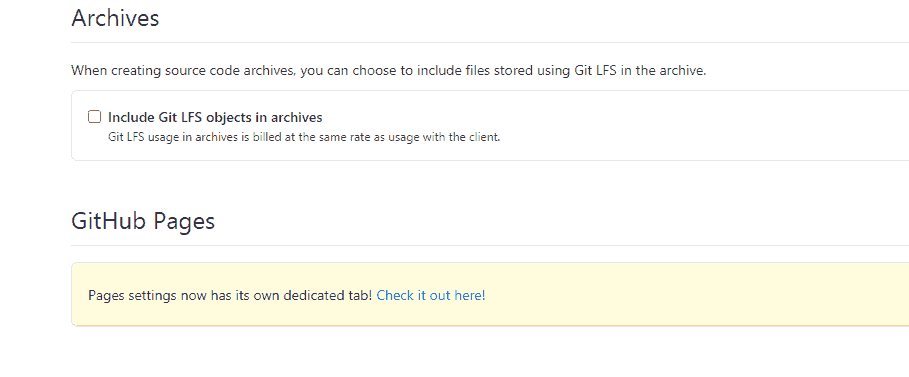 Archives
When creating source code archives, you can choose to include files stored using Git LFS in the archive.
Include Git LFS objects in archives
Git LFS usage in archives is billed at the same rate as usage with the client.
GitHub Pages
Pages settings now has its own dedicated tab! Check it out here!